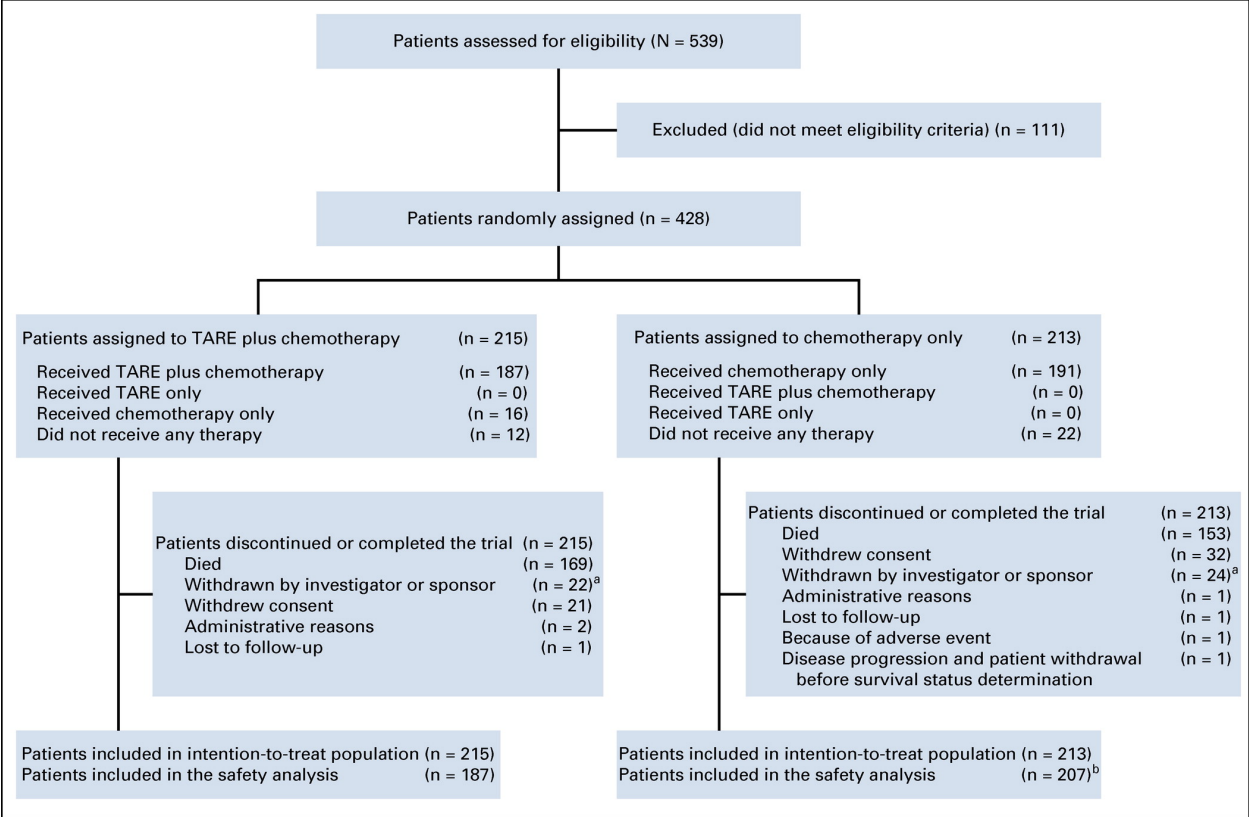 Patients assessed for eligibility (N = 539)
Excluded (did not meet eligibility criteria) (n = 111)
Patients randomly assigned (n = 428)
Patients assigned to TARE plus chemotherapy (n = 215)
Received TARE plus chemotherapy (n = 187)
Received TARE only (n = 0)
Received chemotherapy only (n = 16)
Did not receive any therapy (n = 12)
Patients assigned to chemotherapy only (n = 213)
Received chemotherapy only (n = 191)
Received TARE plus chemotherapy (n = 0)
Received TARE only (n = 0)
Did not receive any therapy (n = 22)
Patients discontinued or completed the trial (n = 215)
Died (n = 169)
Withdrawn by investigator or sponsor (n = 22)a
Withdrew consent (n = 21)
Administrative reasons (n = 2)
Lost to follow-up (n = 1)
Patients discontinued or completed the trial (n = 213)
Died (n = 153)
Withdrew consent (n = 32)
Withdrawn by investigator or sponsor (n = 24)a
Administrative reasons (n = 1)
Lost to follow-up (n = 1)
Because of adverse event (n = 1)
Disease progression and patient withdrawal (n = 1)
before survival status determination
Patients included in intention-to-treat population (n = 215)
Patients included in the safety analysis (n = 187)
Patients included in intention-to-treat population (n = 213)
Patients included in the safety analysis (n = 207)b